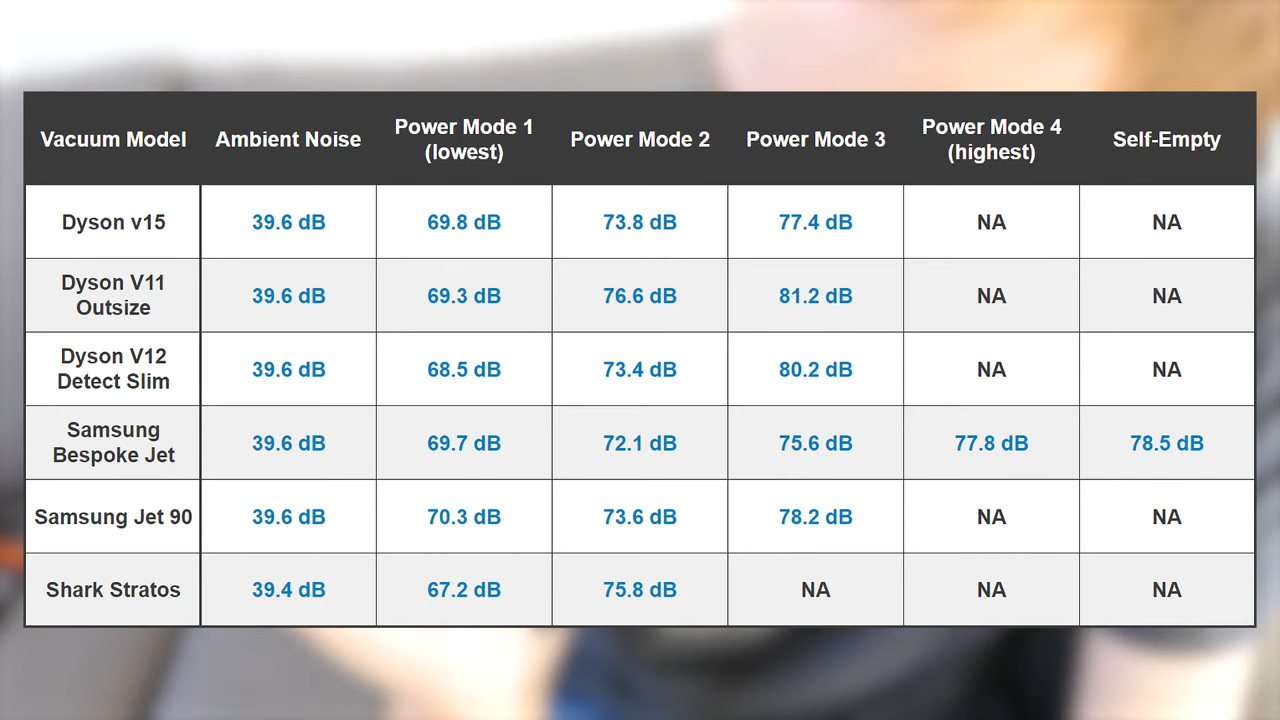 Vacuum Model Ambient Noise Power Mode 1 (lowest) Power Mode 2 Power Mode 3 Power Mode 4 (highest) Self-Empty
Dyson v15 39.6 dB 69.8 dB 73.8 dB 77.4 dB NA NA
Dyson V11 Outsize 39.6 dB 69.3 dB 76.6 dB 81.2 dB NA NA
Dyson V12 Detect Slim 39.6 dB 68.5 dB 73.4 dB 80.2 dB NA NA
Samsung Bespoke Jet 39.6 dB 69.7 dB 72.1 dB 75.6 dB 77.8 dB 78.5 dB
Samsung Jet 90 39.6 dB 70.3 dB 73.6 dB 78.2 dB NA NA
Shark Stratos 39.4 dB 67.2 dB 75.8 dB NA NA NA